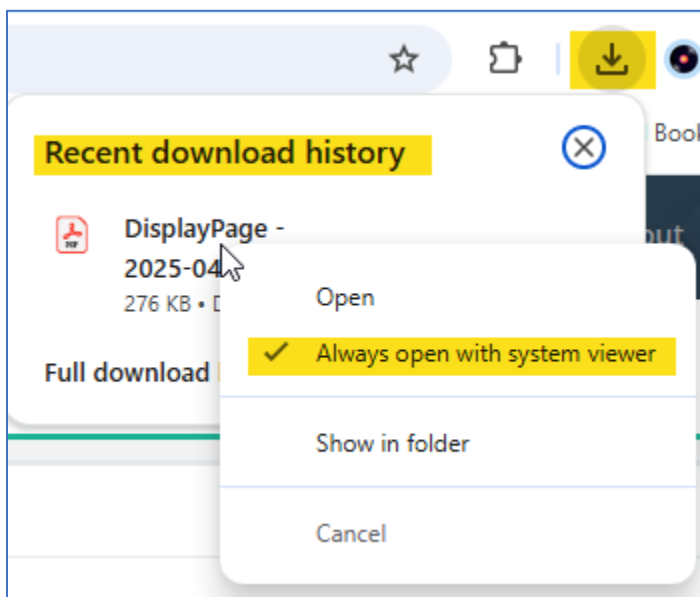 Book
Recent download history
DisplayPage -
2025-04
276 KB •
Full download
Open
Always open with system viewer
Show in folder
Cancel
PDF